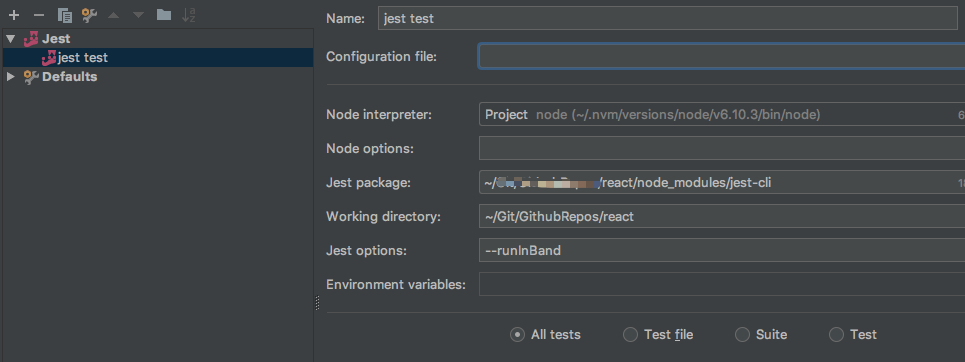 Name: jest test
Jest
jest test
Configuration file:
Defaults
Node interpreter: Project node (~/.nvm/versions/node/v6.10.3/bin/node) 6
Node options:
Jest package: /react/node_modules/jest-cli
Working directory: ~/Git/GithubRepos/react
Jest options: --runInBand
Environment variables:
All tests Test file Suite Test